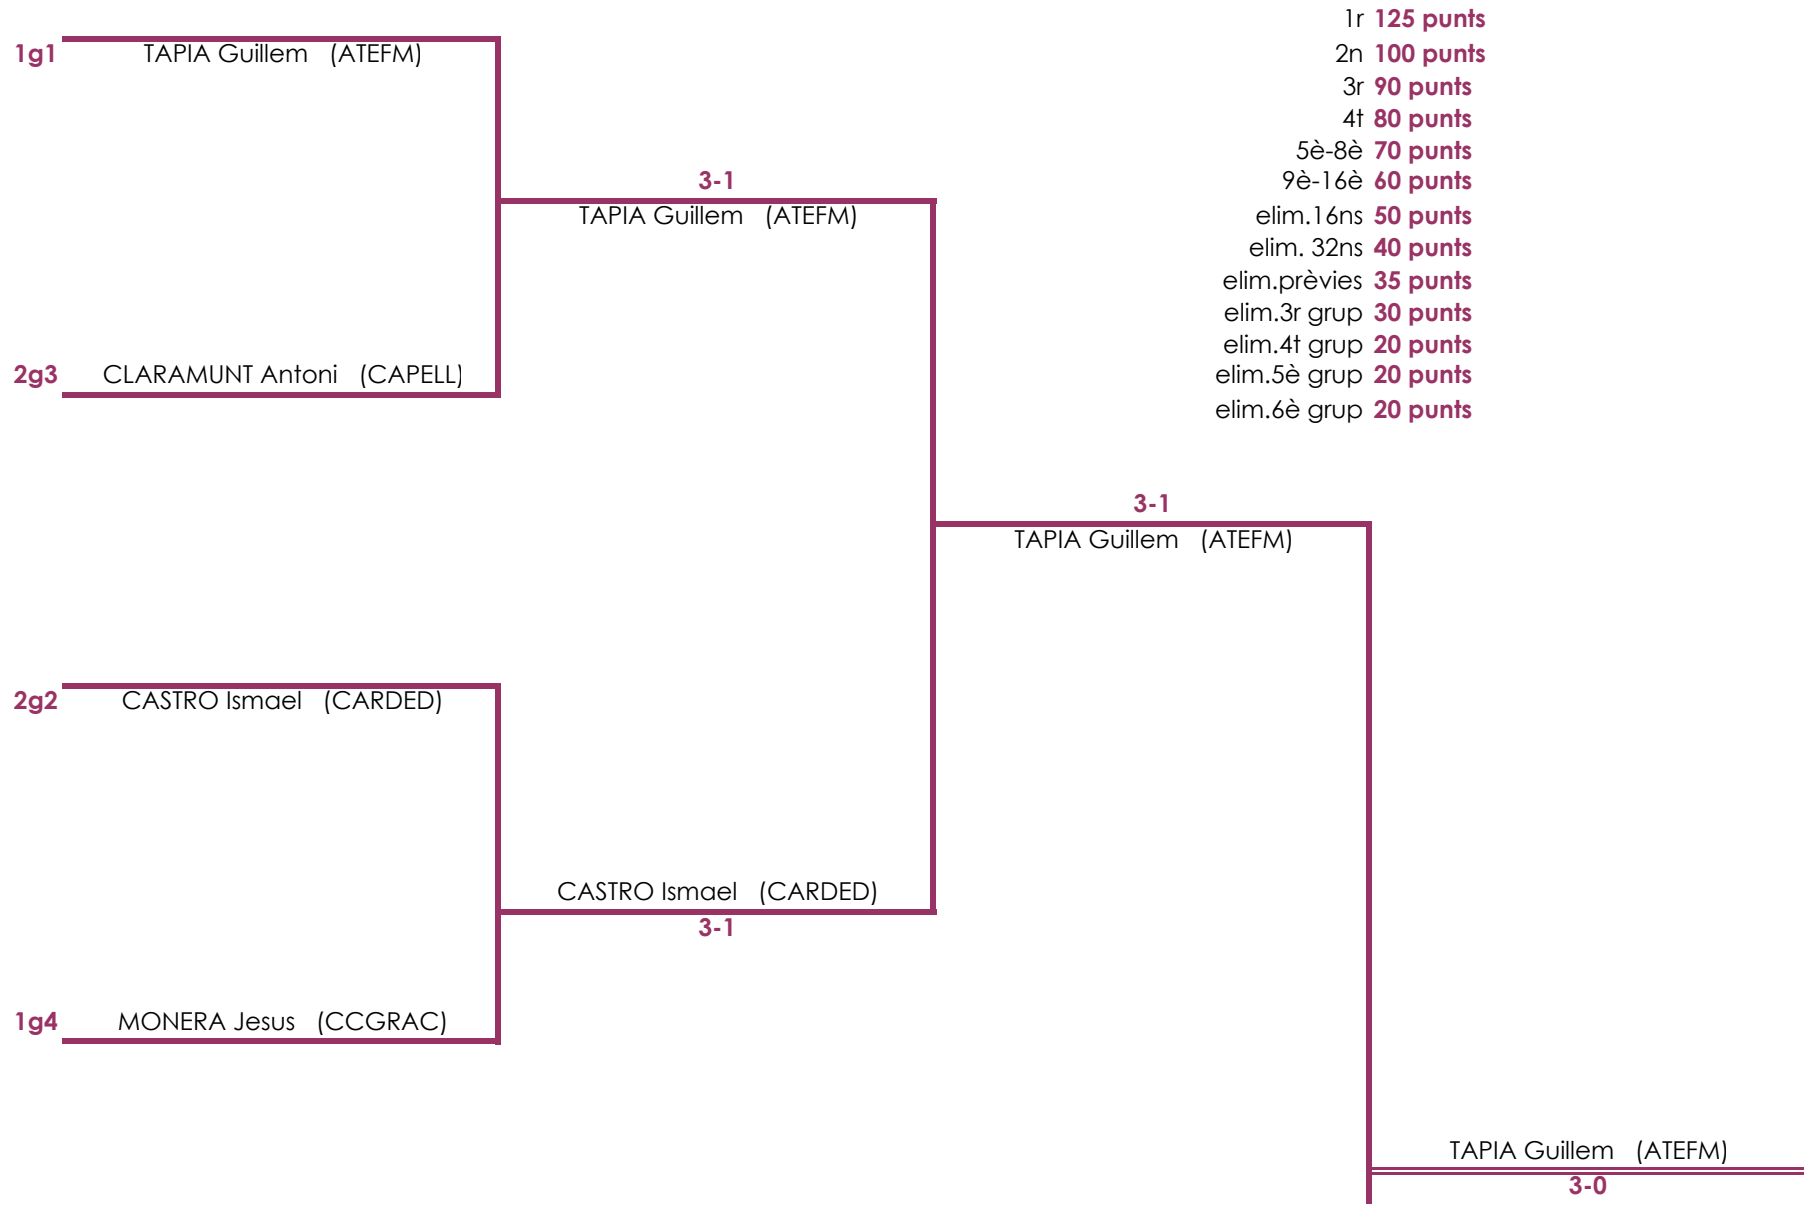 1r 125 punts
1g1 TAPIA Guillem (ATEFM)
2n 100 punts
3r 90 punts
4t 80 punts
5è-8è 70 punts
3-1
9è-16è 60 punts
TAPIA Guillem (ATEFM)
elim.16ns 50 punts
elim. 32ns 40 punts
elim.prèvies 35 punts
elim.3r grup 30 punts
elim.4t grup 20 punts
2g3 CLARAMUNT Antoni (CAPELL)
elim.5è grup 20 punts
elim.6è grup 20 punts
3-1
TAPIA Guillem (ATEFM)
2g2 CASTRO Ismael (CARDED)
CASTRO Ismael (CARDED)
3-1
1g4 MONERA Jesus (CCGRAC)
TAPIA Guillem (ATEFM)
3-0